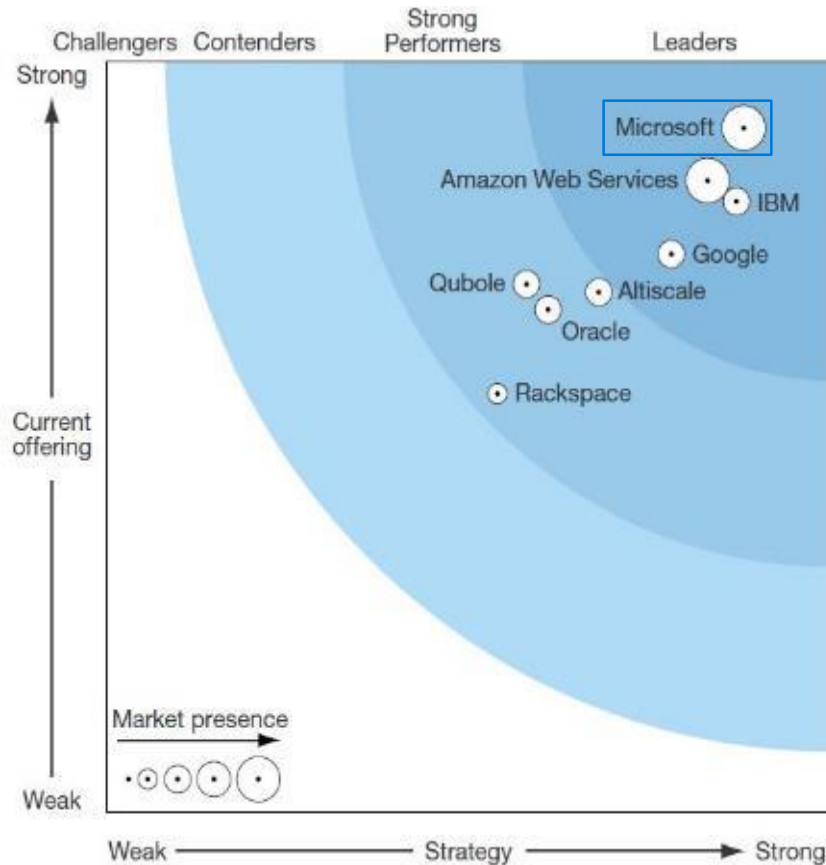 Challengers Contenders Strong Performers Leaders
Strong
Microsoft
Amazon Web Services
IBM
Google
Qubole
Altiscale
Oracle
Rackspace
Current
offering
Market presence
Weak
Weak Strategy Strong